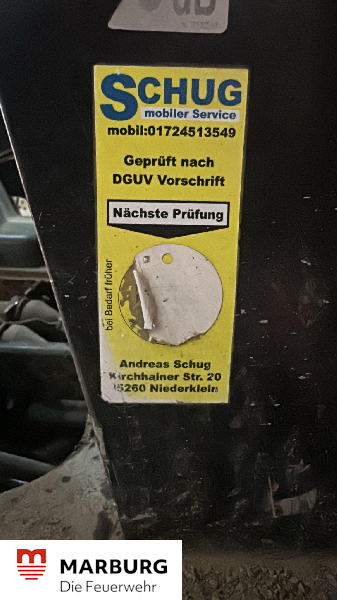 SCHUG
mobiler Service
mobil:01724513549
Geprüft nach
DGUV Vorschrift
Nächste Prüfung
bei Bedarf früher
Andreas Schug
Kirchhainer Str. 20
5260 Niederklein
MARBURG
Die Feuerwehr